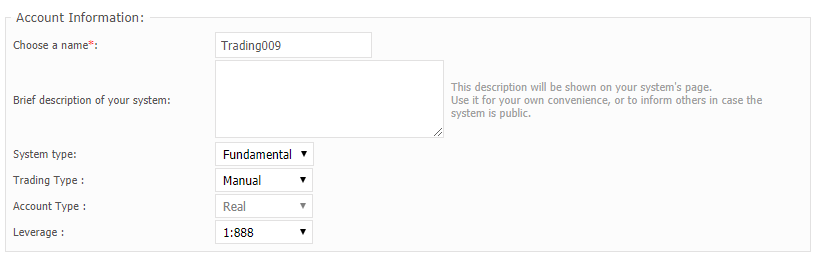 Account Information:
Choose a name*: Trading009
Brief description of your system:
This description will be shown on your system's page.
Use it for your own convenience, or to inform others in case the
system is public.
System type: Fundamental
Trading Type : Manual
Account Type : Real
Leverage : 1:888